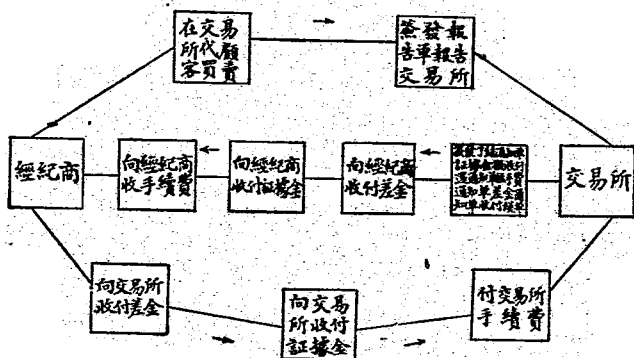 在交易
所代顧
客買賣
簽發報
告單報告
交易所
經紀商
向經紀商
收手續費
向經紀商
收付証據金
向經紀商
收付差金
交易所
向交易所
收付差金
向交易
所收付
証據金
付交易所
手續費